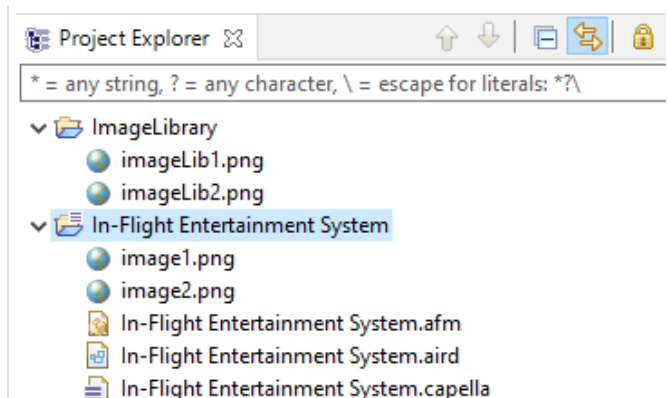 Project Explorer
* = any string, ? = any character, \ = escape for literals: *?\
ImageLibrary
imageLib1.png
imageLib2.png
In-Flight Entertainment System
image1.png
image2.png
In-Flight Entertainment System.afm
In-Flight Entertainment System.aird
In-Flight Entertainment System.capella